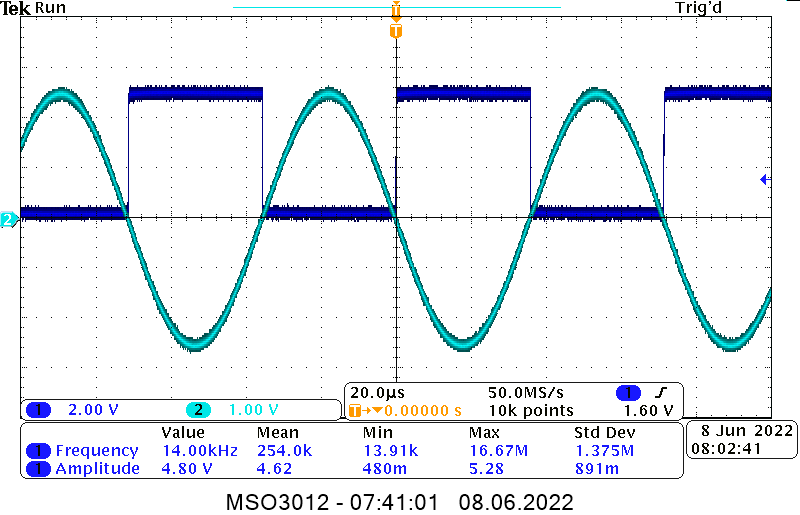 Tek Run Trig'd
T
T
2
1 2.00 V 2 1.00 V
20.0µs 50.0MS/s 1
T 0.00000 s 10k points 1.60 V
Value Mean Min Max Std Dev
1 Frequency 14.00kHz 254.0k 13.91k 16.67M 1.375M
1 Amplitude 4.80 V 4.62 480m 5.28 891m
8 Jun 2022
08:02:41
MSO3012 - 07:41:01 08.06.2022